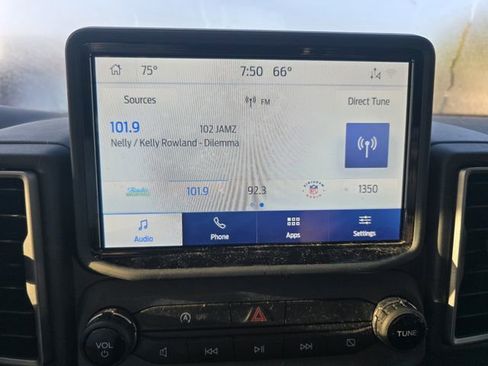 75° 7:50 66°
Sources FM Direct Tune
101.9 102 JAMZ
Nelly / Kelly Rowland - Dilemma
101.9 92.3 1350
Audio Phone Apps Settings
OFF
VOL TUNE